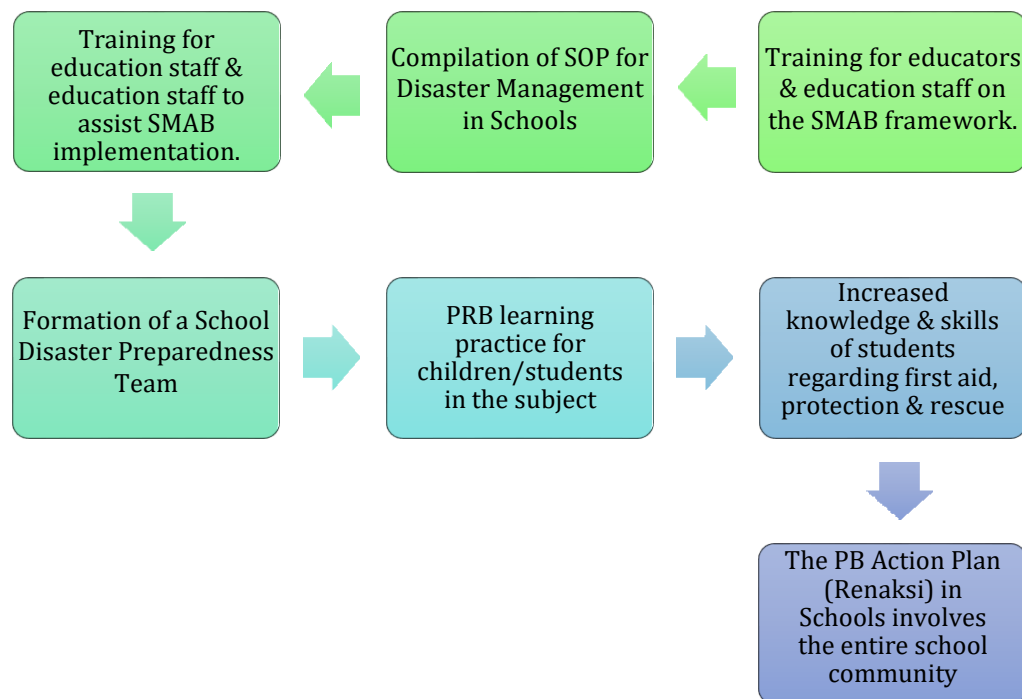 Training for
education staff &
education staff to
assist SMAB
implementation.
Compilation of SOP for
Disaster Management
in Schools
Training for educators
& education staff on
the SMAB framework.
Formation of a School
Disaster Preparedness
Team
PRB learning
practice for
children/students
in the subject
Increased
knowledge & skills
of students
regarding first aid,
protection & rescue
The PB Action Plan
(Renaksi) in
Schools involves
the entire school
community